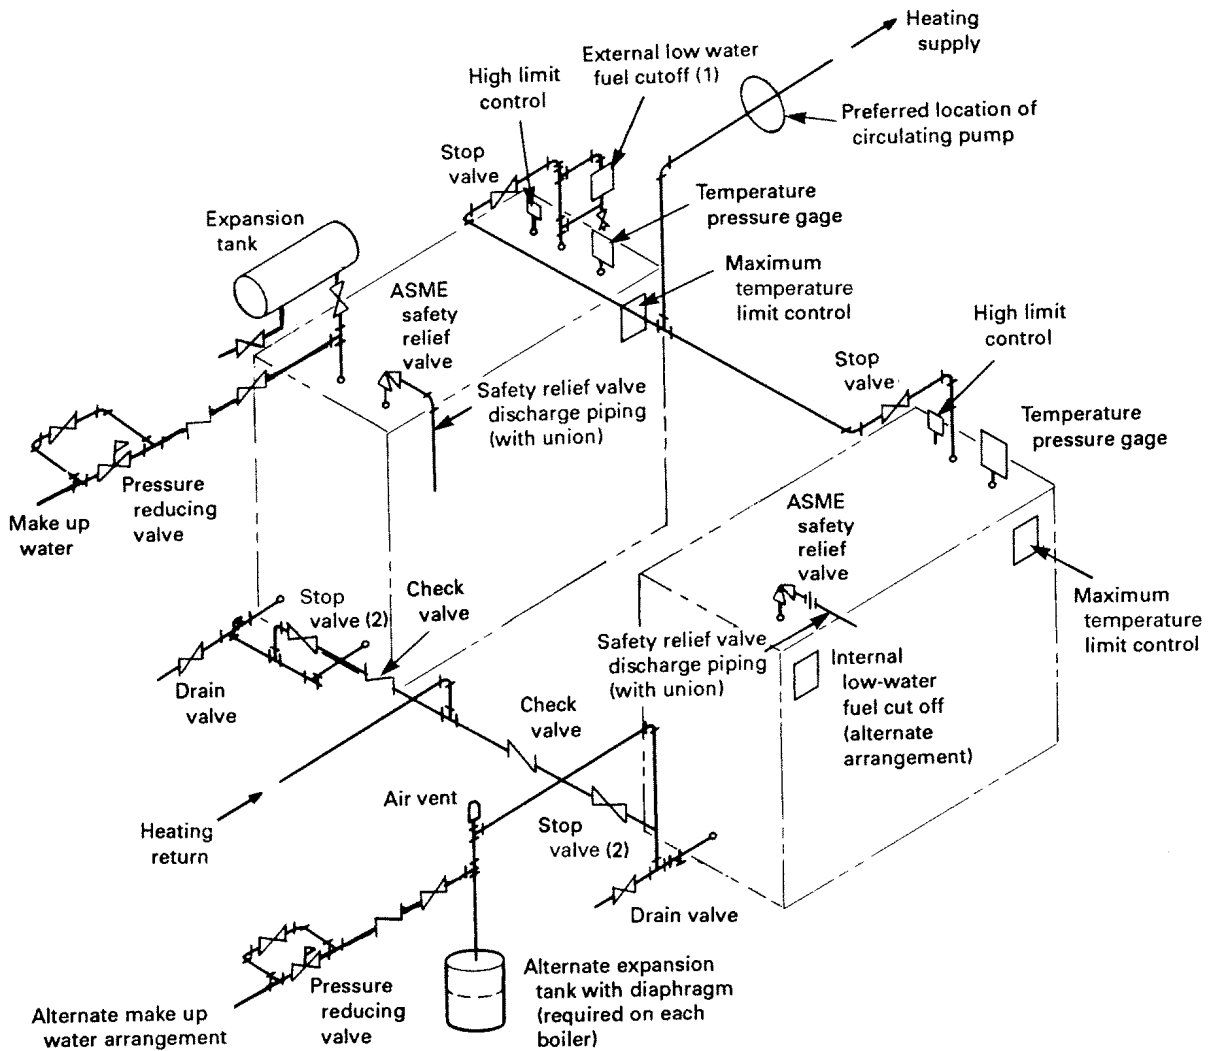 Heating
supply
External low water
fuel cutoff (1)
High limit
control
Preferred location of
circulating pump
Stop
valve
Temperature
pressure gage
Expansion
tank
Maximum
temperature
limit control
ASME
safety
relief
valve
High limit
control
Stop
valve
Safety relief valve
discharge piping
(with union)
Temperature
pressure gage
Pressure
reducing
valve
Make up
water
ASME
safety
relief
valve
Stop
valve (2)
Check
valve
Maximum
temperature
limit control
Safety relief valve
discharge piping
(with union)
Internal
low-water
fuel cut off
(alternate
arrangement)
Drain
valve
Check
valve
Air vent
Heating
return
Stop
valve (2)
Drain valve
Alternate expansion
tank with diaphragm
(required on each
boiler)
Pressure
reducing
valve
Alternate make up
water arrangement